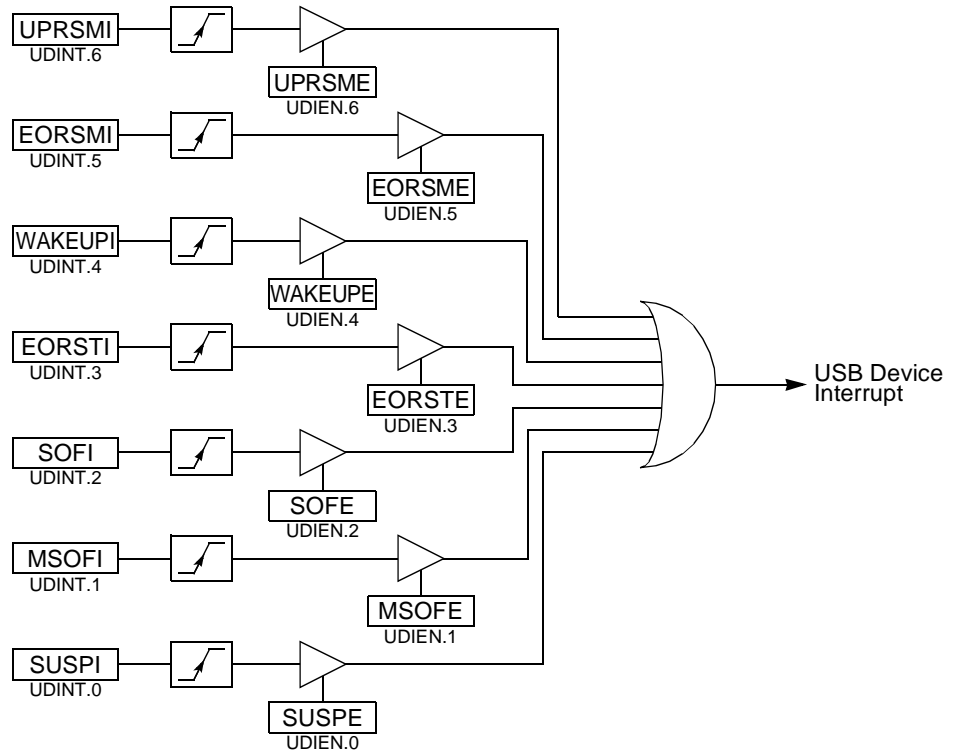 UPRSMI
UDINT.6
UPRSME
UDIEN.6
EORSMI
UDINT.5
EORSME
UDIEN.5
WAKEUPI
UDINT.4
WAKEUPE
UDIEN.4
EORSTI
UDINT.3
EORSTE
UDIEN.3
SOFI
UDINT.2
SOFE
UDIEN.2
MSOFI
UDINT.1
MSOFE
UDIEN.1
SUSPI
UDINT.0
SUSPE
UDIEN.0
USB Device
Interrupt